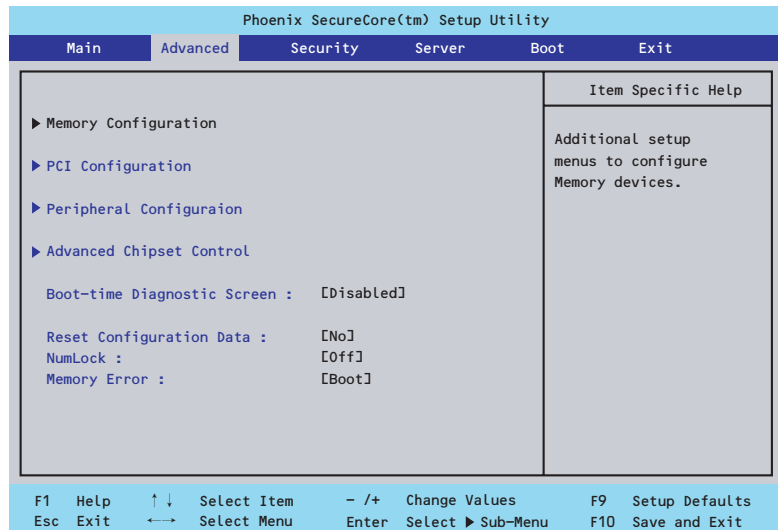 Phoenix SecureCore(tm) Setup Utility
Main Advanced Security Server Boot Exit
Item Specific Help
▶ Memory Configuration
Additional setup
menus to configure
Memory devices.
▶ PCI Configuration
▶ Peripheral Configuraion
▶ Advanced Chipset Control
Boot-time Diagnostic Screen : [Disabled]
Reset Configuration Data : [No]
NumLock : [Off]
Memory Error : [Boot]
F1 Help ↑↓ Select Item - /+ Change Values F9 Setup Defaults
Esc Exit ←→ Select Menu Enter Select ▶ Sub-Menu F10 Save and Exit